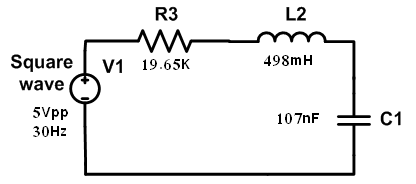 R3
L2
Square
wave
V1
19.65K
498mH
5Vpp
30Hz
107nF
C1